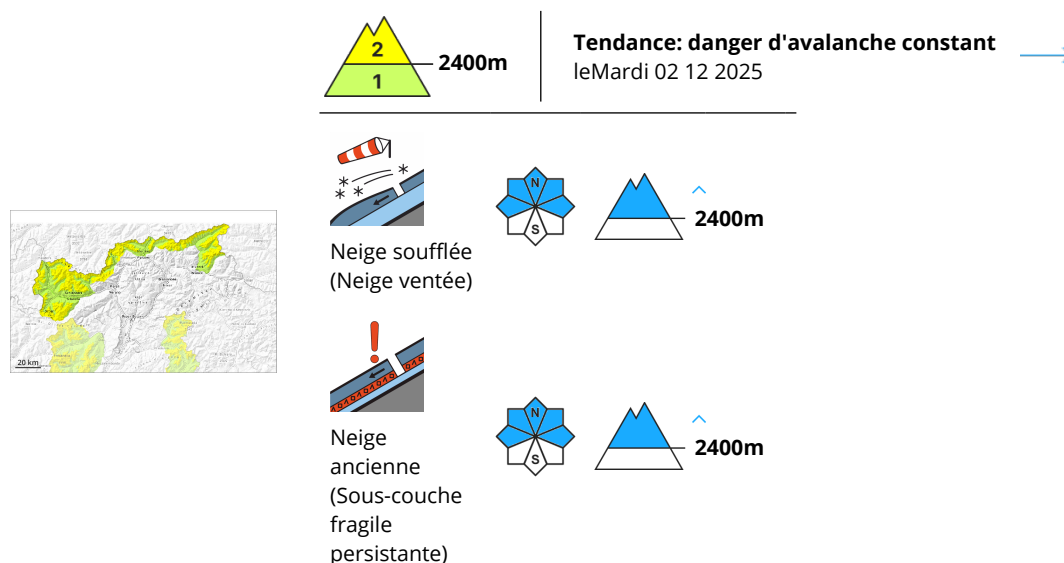 2
1
2400m
Tendance: danger d'avalanche constant
leMardi 02 12 2025
N
S
2400m
Neige soufflée
(Neige ventée)
20 km
N
S
2400m
Neige
ancienne
(Sous-couche
fragile
persistante)